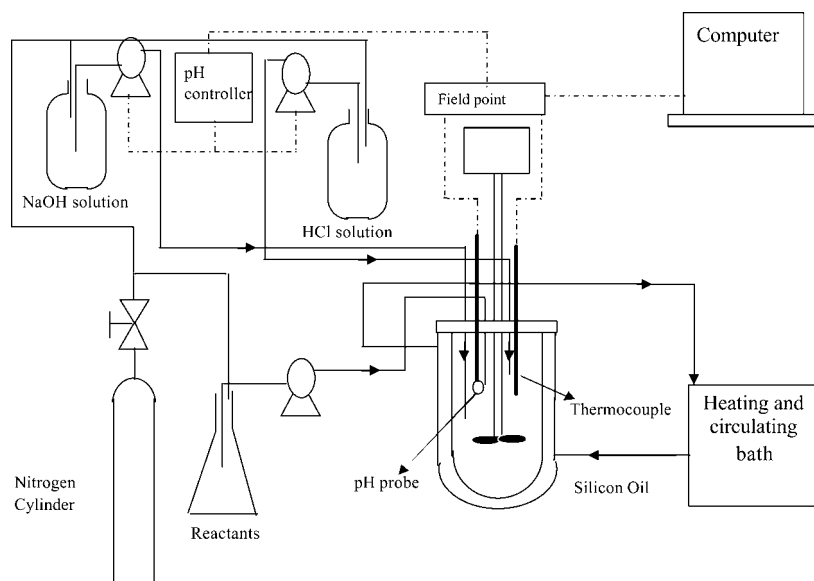 Computer
pH
controller
Field point
NaOH solution
HCl solution
Thermocouple
Heating and
circulating
bath
pH probe
Silicon Oil
Nitrogen
Cylinder
Reactants